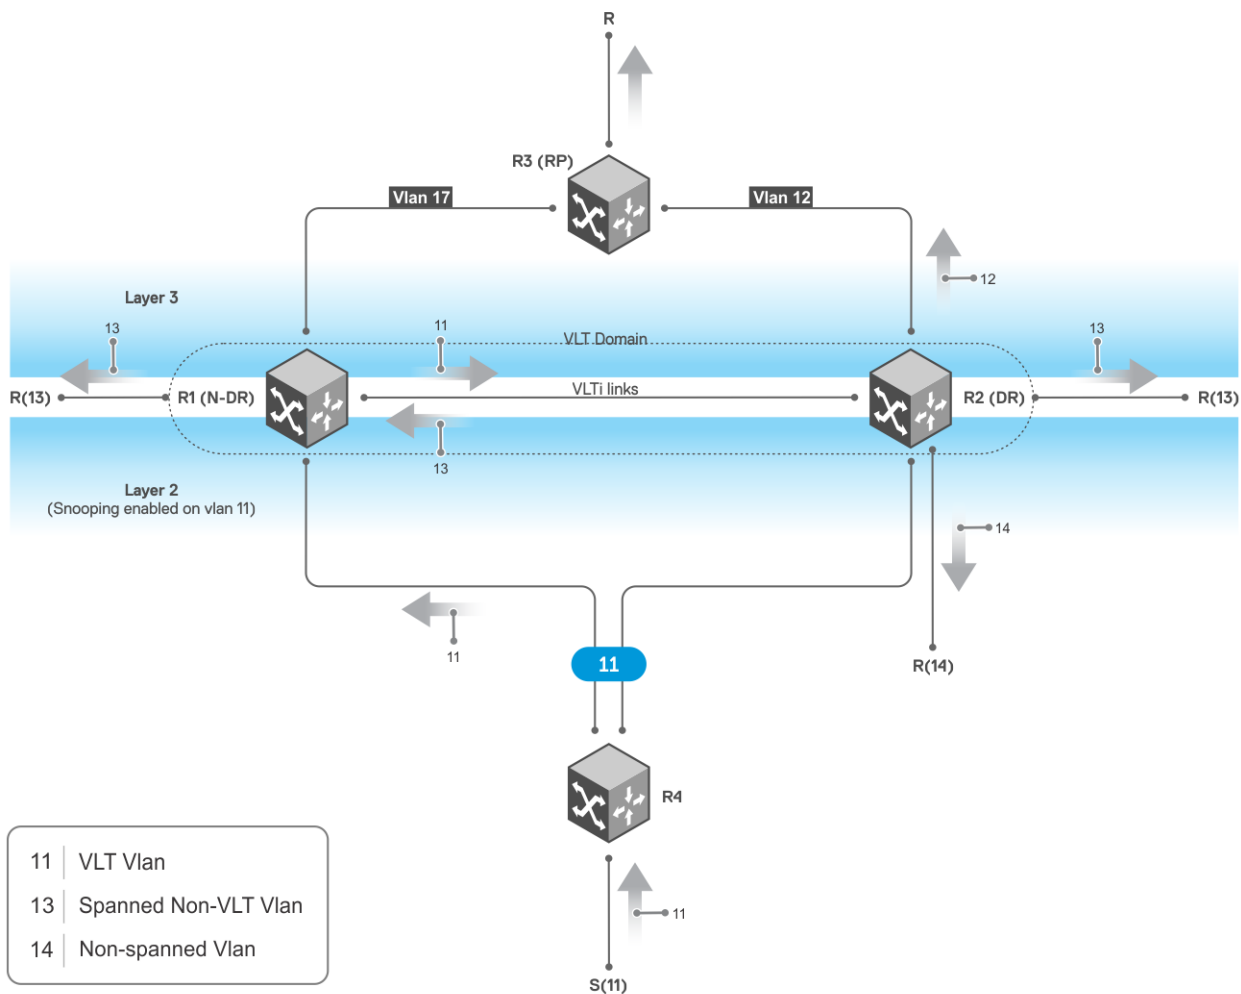 R
R3 (RP)
Vlan 17
Vlan 12
12
Layer 3
13
11
VLT Domain
13
R(13)
R1 (N-DR)
VLTi links
R2 (DR)
R(13)
13
Layer 2
(Snooping enabled on vlan 11)
14
11
11
R(14)
R4
11
S(11)
11 VLT Vlan
13 Spanned Non-VLT Vlan
14 Non-spanned Vlan